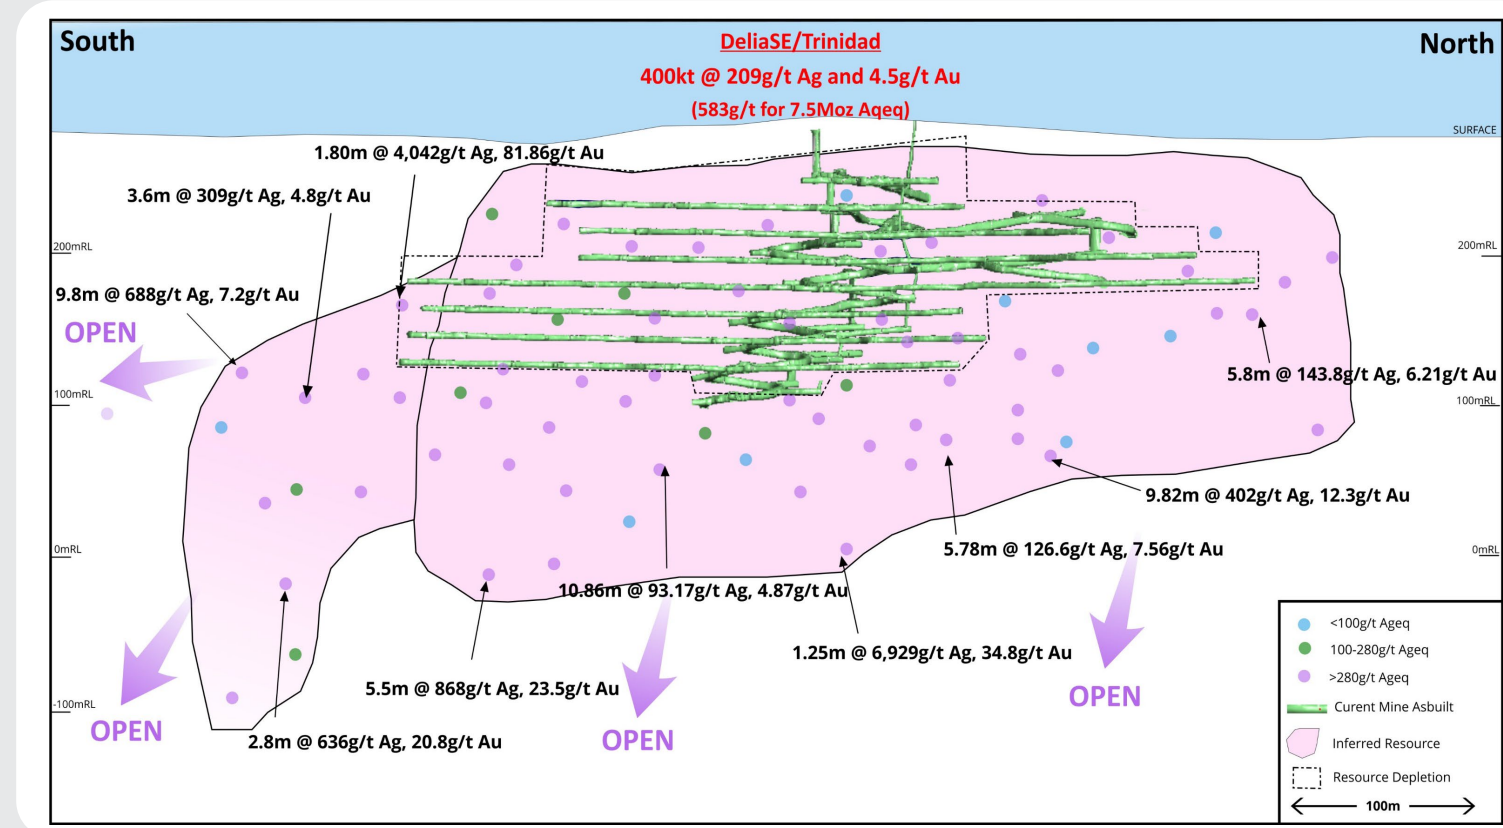 South
North
DeliaSE/Trinidad
400kt @ 209g/t Ag and 4.5g/t Au
(583g/t for 7.5Moz Aqeq)
SURFACE
1.80m @ 4,042g/t Ag, 81.86g/t Au
3.6m @ 309g/t Ag, 4.8g/t Au
200mRL
200mRL
9.8m @ 688g/t Ag, 7.2g/t Au
OPEN
5.8m @ 143.8g/t Ag, 6.21g/t Au
100mRL
100mRL
9.82m @ 402g/t Ag, 12.3g/t Au
0mRL
0mRL
5.78m @ 126.6g/t Ag, 7.56g/t Au
10.86m @ 93.17g/t Ag, 4.87g/t Au
1.25m @ 6,929g/t Ag, 34.8g/t Au
5.5m @ 868g/t Ag, 23.5g/t Au
OPEN
-100mRL
OPEN
OPEN
2.8m @ 636g/t Ag, 20.8g/t Au
<100g/t Ageq
100-280g/t Ageq
>280g/t Ageq
Curent Mine Asbuilt
Inferred Resource
Resource Depletion
100m